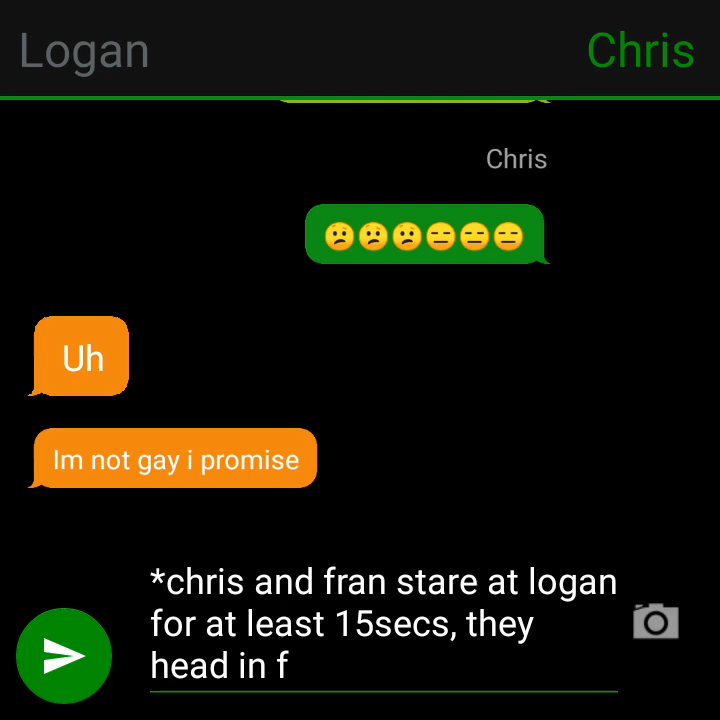 Logan
Chris
Chris
😟😟😟😑😑😑
Uh
Im not gay i promise
*chris and fran stare at logan
for at least 15secs, they
head in f